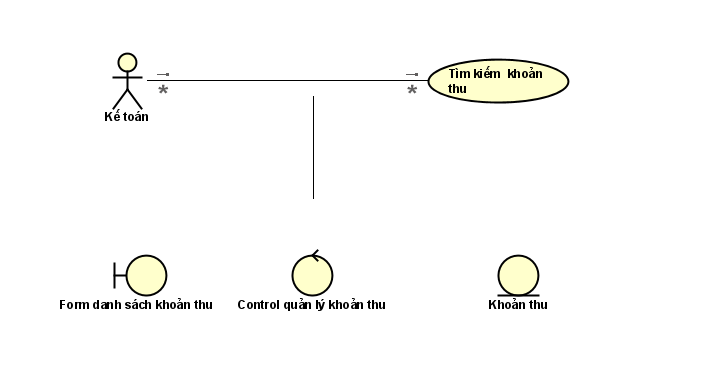 Tìm kiếm khoản
thu
*
*
Kế toán
Form danh sách khoản thu
Control quản lý khoản thu
Khoản thu